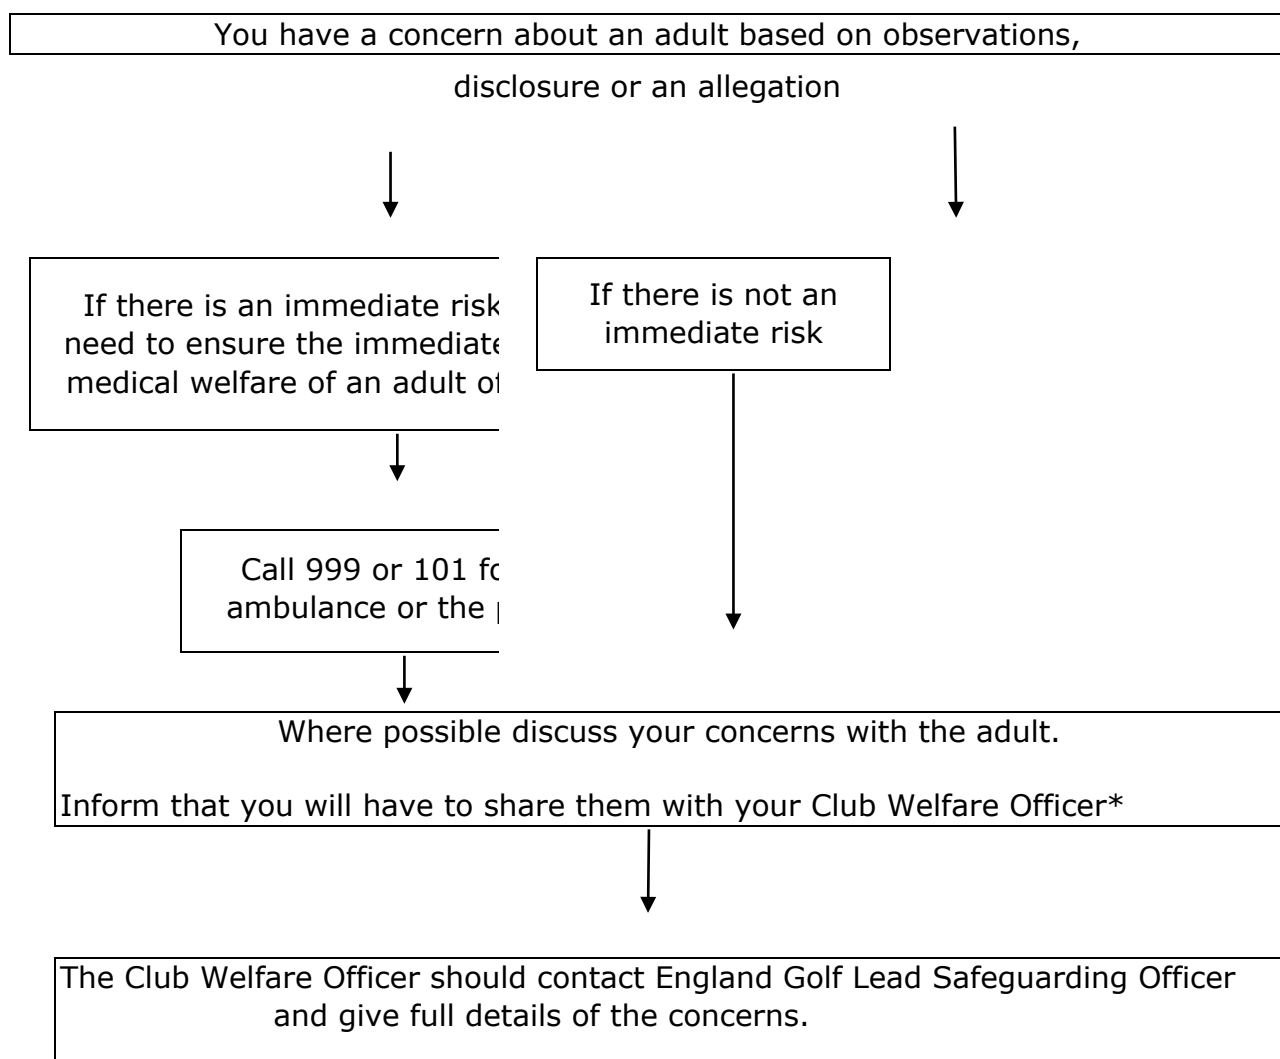 You have a concern about an adult based on observations,
disclosure or an allegation
If there is an immediate risk
need to ensure the immediate
medical welfare of an adult of
If there is not an
immediate risk
Call 999 or 101
ambulance or the
Where possible discuss your concerns with the adult.
Inform that you will have to share them with your Club Welfare Officer*
The Club Welfare Officer should contact England Golf Lead Safeguarding Officer
and give full details of the concerns.